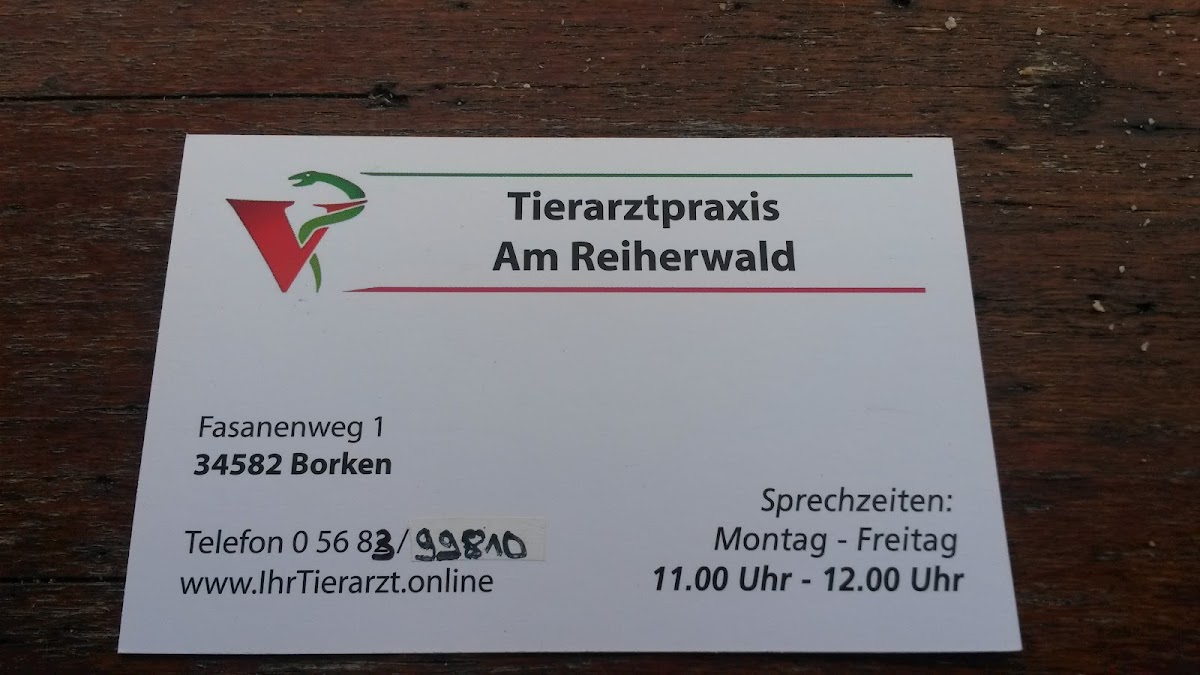 Tierarztpraxis
Am Reiherwald
Fasanenweg 1
34582 Borken
Telefon 0 56 83/99810
www.IhrTierarzt.online
Sprechzeiten:
Montag - Freitag
11.00 Uhr - 12.00 Uhr